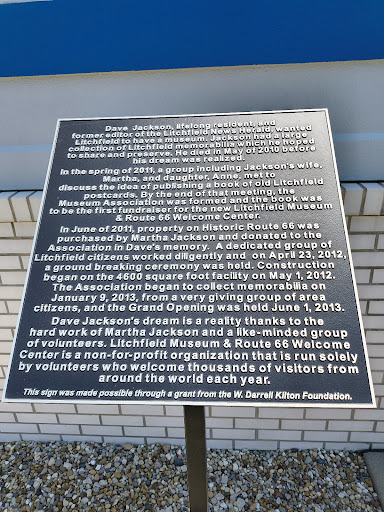 Dave Jackson, lifelong resident, and
former editor of the Litchfield News Herald, wanted
Litchfield to have a museum. Jackson had a large
collection of Litchfield memorabilia which he hoped
to share and preserve. He died in May of 2010 before
his dream was realized.
In the spring of 2011, a group including Jackson's wife,
Martha, and daughter, Anne, met to
discuss the idea of publishing a book of old Litchfield
postcards. By the end of that meeting, the
Museum Association was formed and the book was
to be the first fundraiser for the new Litchfield Museum
& Route 66 Welcome Center.
In June of 2011, property on Historic Route 66 was
purchased by Martha Jackson and donated to the
Association in Dave's memory. A dedicated group of
Litchfield citizens worked diligently and on April 23, 2012,
a ground breaking ceremony was held. Construction
began on the 4600 square foot facility on May 1, 2012.
The Association began to collect memorabilia on
January 9, 2013, from a very giving group of area
citizens, and the Grand Opening was held June 1, 2013.
Dave Jackson's dream is a reality thanks to the
hard work of Martha Jackson and a like-minded group
of volunteers. Litchfield Museum & Route 66 Welcome
Center is a non-for-profit organization that is run solely
by volunteers who welcome thousands of visitors from
around the world each year.
This sign was made possible through a grant from the W. Darrell Kilton Foundation.